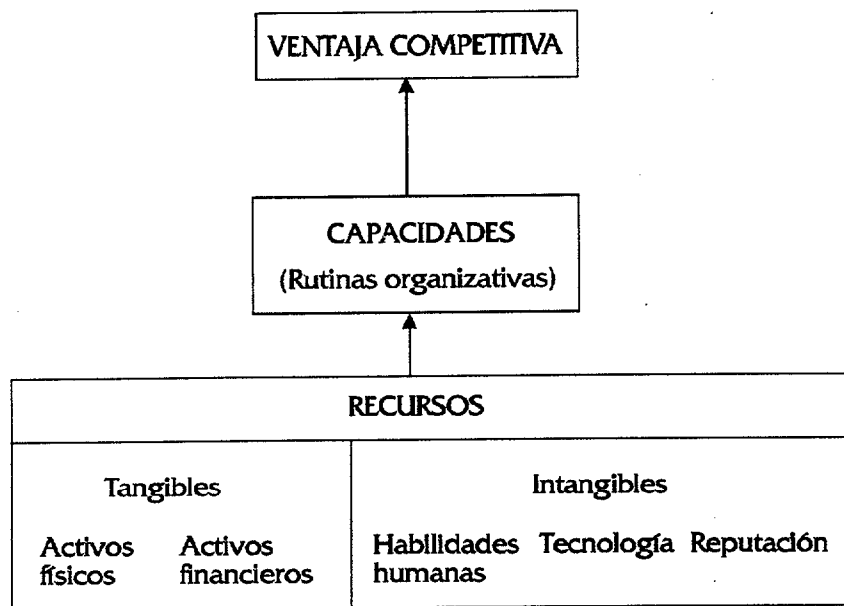 VENTAJA COMPETITIVA
CAPACIDADES
(Rutinas organizativas)
RECURSOS
Tangibles
Intangibles
Activos físicos
Activos financieros
Habilidades humanas
Tecnología
Reputación